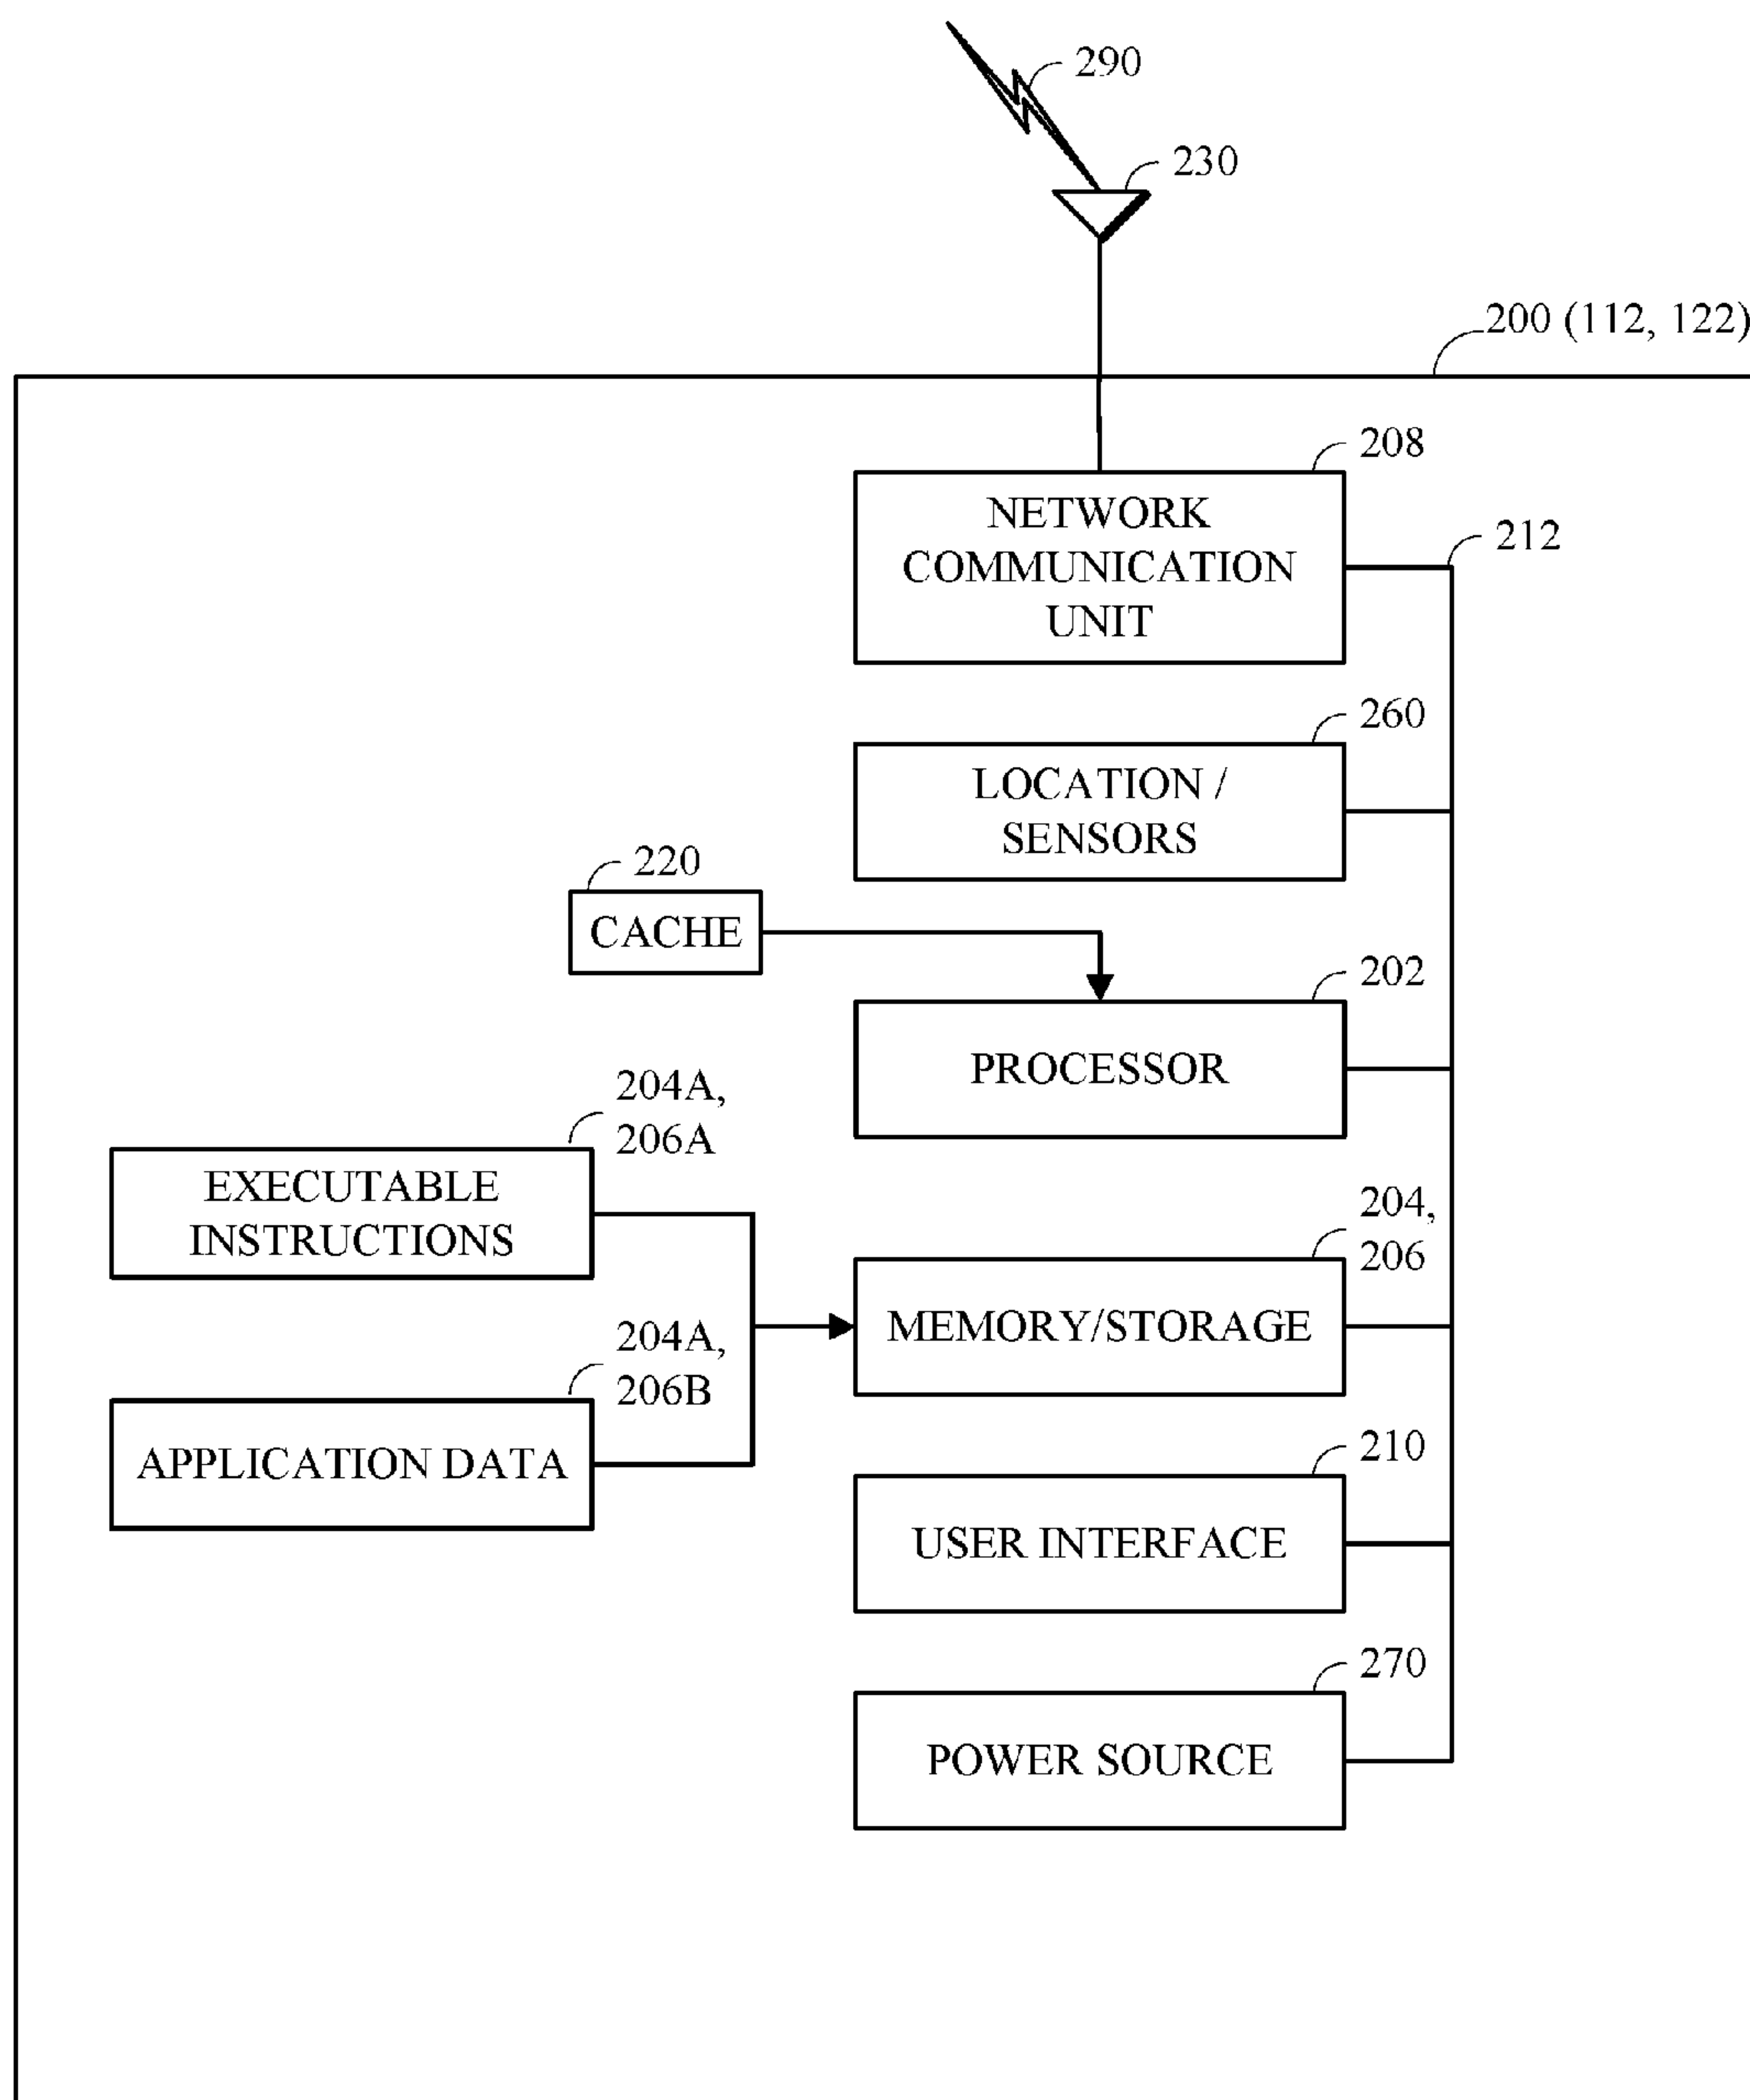 290
230
200 (112, 122)
208
NETWORK
COMMUNICATION
UNIT
212
260
LOCATION /
SENSORS
220
CACHE
202
PROCESSOR
204A,
206A
EXECUTABLE
INSTRUCTIONS
204,
206
MEMORY/STORAGE
204A,
206B
APPLICATION DATA
210
USER INTERFACE
270
POWER SOURCE